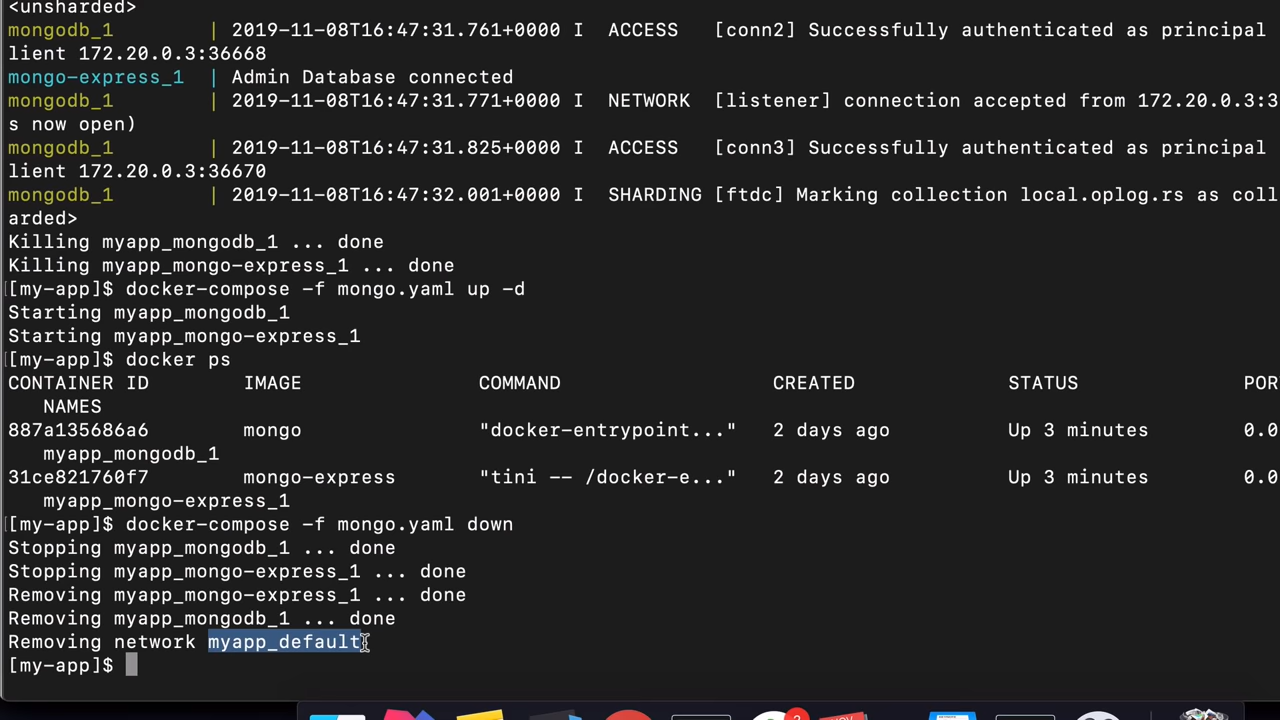 <unsharded>
mongodb_1 | 2019-11-08T16:47:31.761+0000 I ACCESS [conn2] Successfully authenticated as principal
lient 172.20.0.3:36668
mongo-express_1 | Admin Database connected
mongodb_1 | 2019-11-08T16:47:31.771+0000 I NETWORK [listener] connection accepted from 172.20.0.3:3
s now open)
mongodb_1 | 2019-11-08T16:47:31.825+0000 I ACCESS [conn3] Successfully authenticated as principal
lient 172.20.0.3:36670
mongodb_1 | 2019-11-08T16:47:32.001+0000 I SHARDING [ftdc] Marking collection local.oplog.rs as coll
arded>
Killing myapp_mongodb_1 ... done
Killing myapp_mongo-express_1 ... done
[my-app]$ docker-compose -f mongo.yaml up -d
Starting myapp_mongodb_1
Starting myapp_mongo-express_1
[my-app]$ docker ps
CONTAINER ID IMAGE COMMAND CREATED STATUS POR
NAMES
887a135686a6 mongo "docker-entrypoint..." 2 days ago Up 3 minutes 0.0
myapp_mongodb_1
31ce821760f7 mongo-express "tini -- /docker-e..." 2 days ago Up 3 minutes 0.0
myapp_mongo-express_1
[my-app]$ docker-compose -f mongo.yaml down
Stopping myapp_mongodb_1 ... done
Stopping myapp_mongo-express_1 ... done
Removing myapp_mongo-express_1 ... done
Removing myapp_mongodb_1 ... done
Removing network myapp_default
[my-app]$